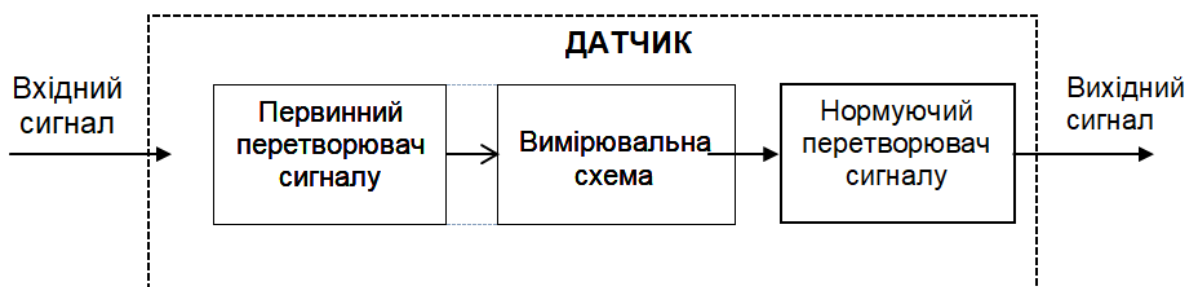 ДАТЧИК
Вхідний
сигнал
Первинний
перетворювач
сигналу
Вимірювальна
схема
Нормуючий
перетворювач
сигналу
Вихідний
сигнал